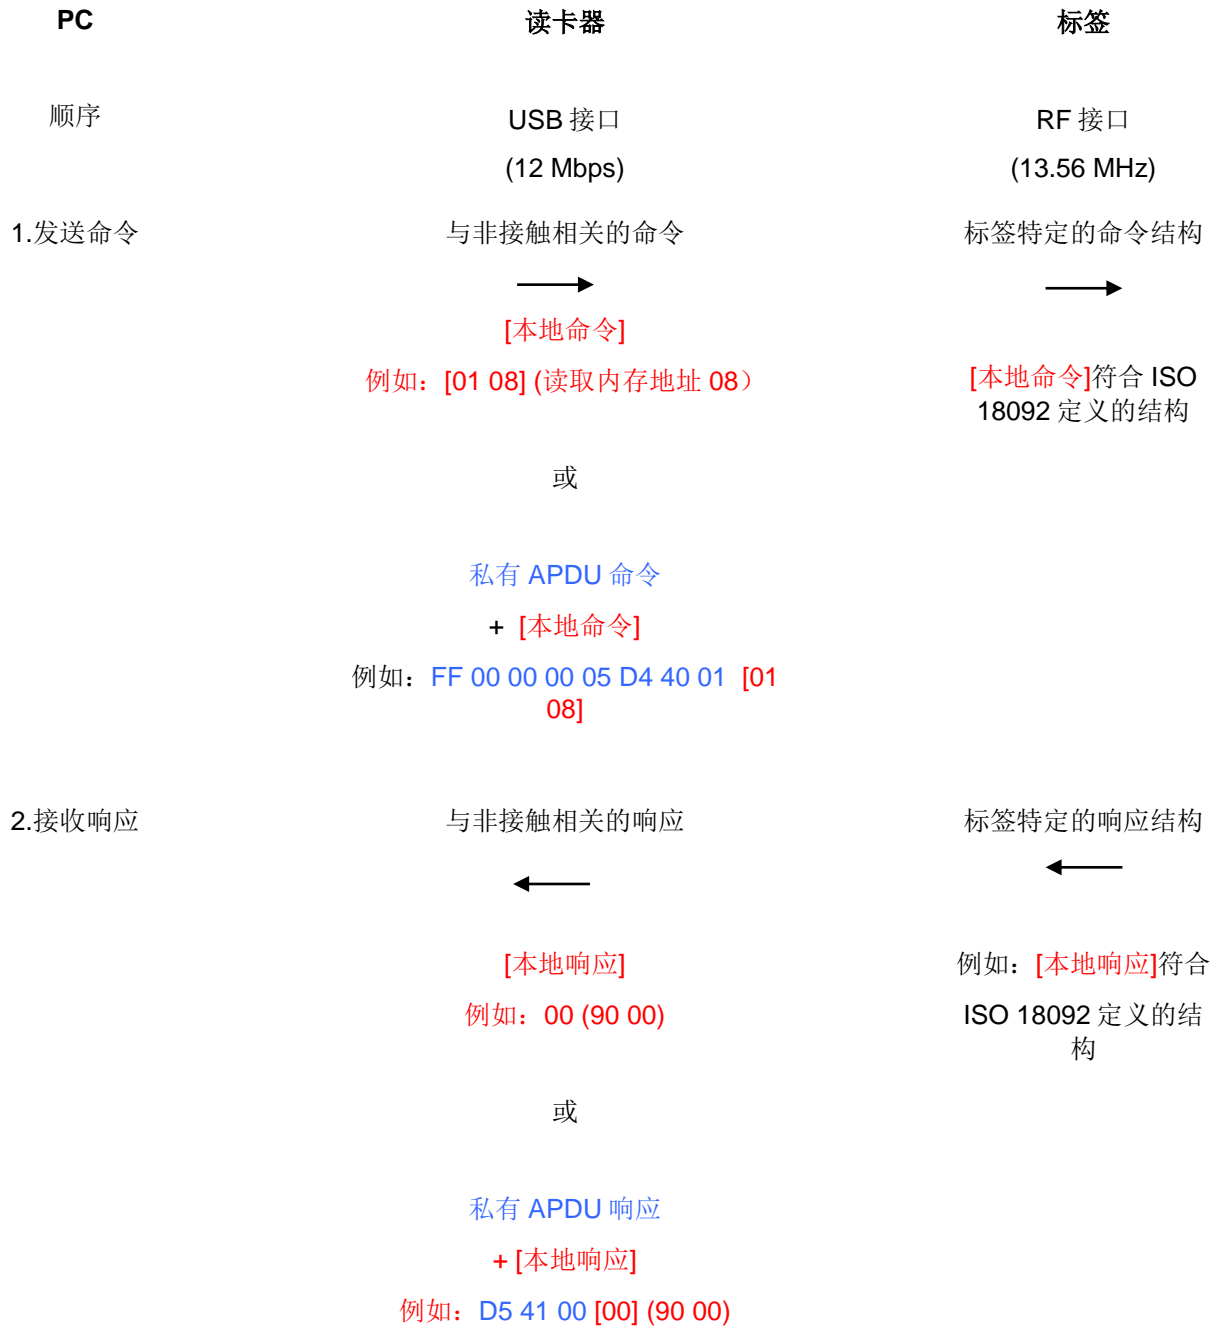 PC 读卡器 标签
顺序 USB 接口 RF 接口
(12 Mbps) (13.56 MHz)
1.发送命令 与非接触相关的命令 标签特定的命令结构
[本地命令]
例如：[01 08] (读取内存地址 08） [本地命令]符合 ISO
18092 定义的结构
或
私有 APDU 命令
+ [本地命令]
例如：FF 00 00 00 05 D4 40 01 [01
08]
2.接收响应 与非接触相关的响应 标签特定的响应结构
[本地响应] 例如：[本地响应]符合
例如：00 (90 00) ISO 18092 定义的结
构
或
私有 APDU 响应
+ [本地响应]
例如：D5 41 00 [00] (90 00)